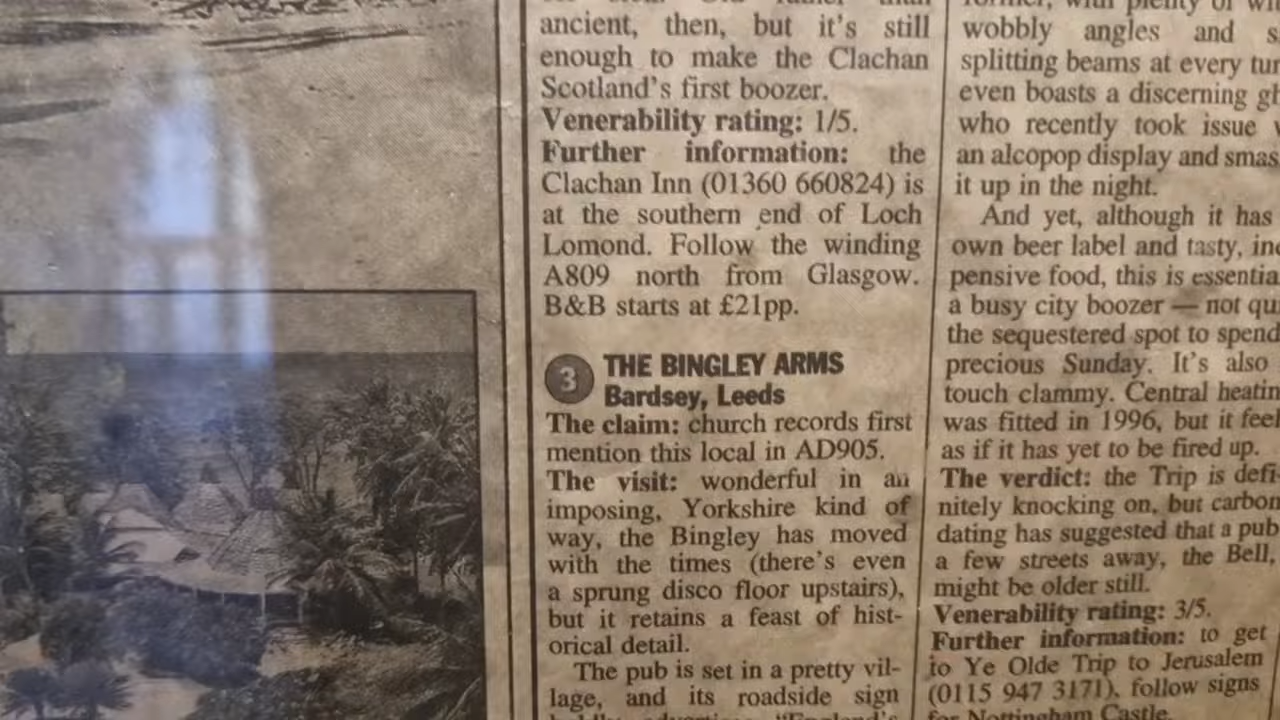 ancient, then, but it's still
enough to make the Clachan
Scotland's first boozer.
Venerability rating: 1/5.
Further information: the
Clachan Inn (01360 660824) is
at the southern end of Loch
Lomond. Follow the winding
A809 north from Glasgow.
B&B starts at £21pp.
3 THE BINGLEY ARMS
Bardsey, Leeds
The claim: church records first
mention this local in AD905.
The visit: wonderful in an
imposing, Yorkshire kind of
way, the Bingley has moved
with the times (there's even
a sprung disco floor upstairs),
but it retains a feast of hist-
orical detail.
The pub is set in a pretty vil-
lage, and its roadside sign
"England's
with plenty of
wobbly angles and
splitting beams at every
even boasts a discerning
who recently took issue
an alcopop display and
it up in the night.
And yet, although it has
own beer label and tasty,
pensive food, this is
a busy city boozer — not
the sequestered spot to spend
precious Sunday. It's also
touch clammy. Central
was fitted in 1996, but it
as if it has yet to be fired up.
The verdict: the Trip is defi-
nitely knocking on, but carbon
dating has suggested that a pub
a few streets away, the Bell,
might be older still.
Venerability rating: 3/5.
Further information: to get
to Ye Olde Trip to Jerusalem
(0115 947 3171), follow signs
for Nottingham Castle.